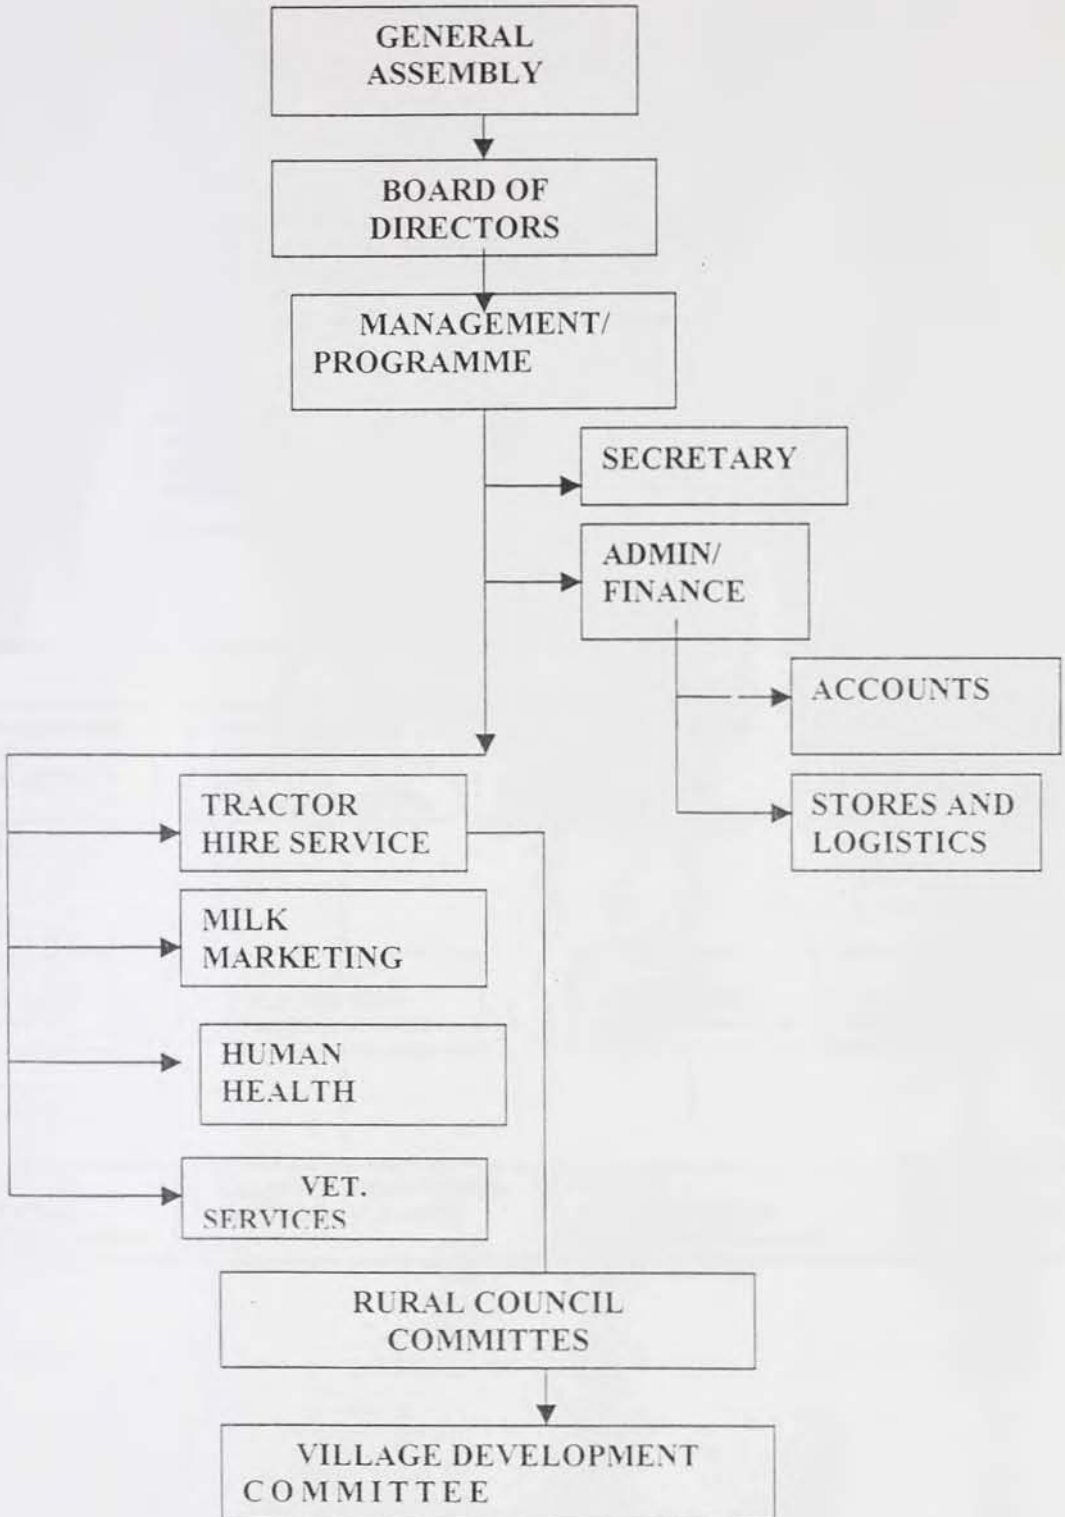 GENERAL
ASSEMBLY
BOARD OF
DIRECTORS
MANAGEMENT/
PROGRAMME
SECRETARY
ADMIN/
FINANCE
ACCOUNTS
STORES AND
LOGISTICS
TRACTOR
HIRE SERVICE
MILK
MARKETING
HUMAN
HEALTH
VET.
SERVICES
RURAL COUNCIL
COMMITTES
VILLAGE DEVELOPMENT
COMMITTEE